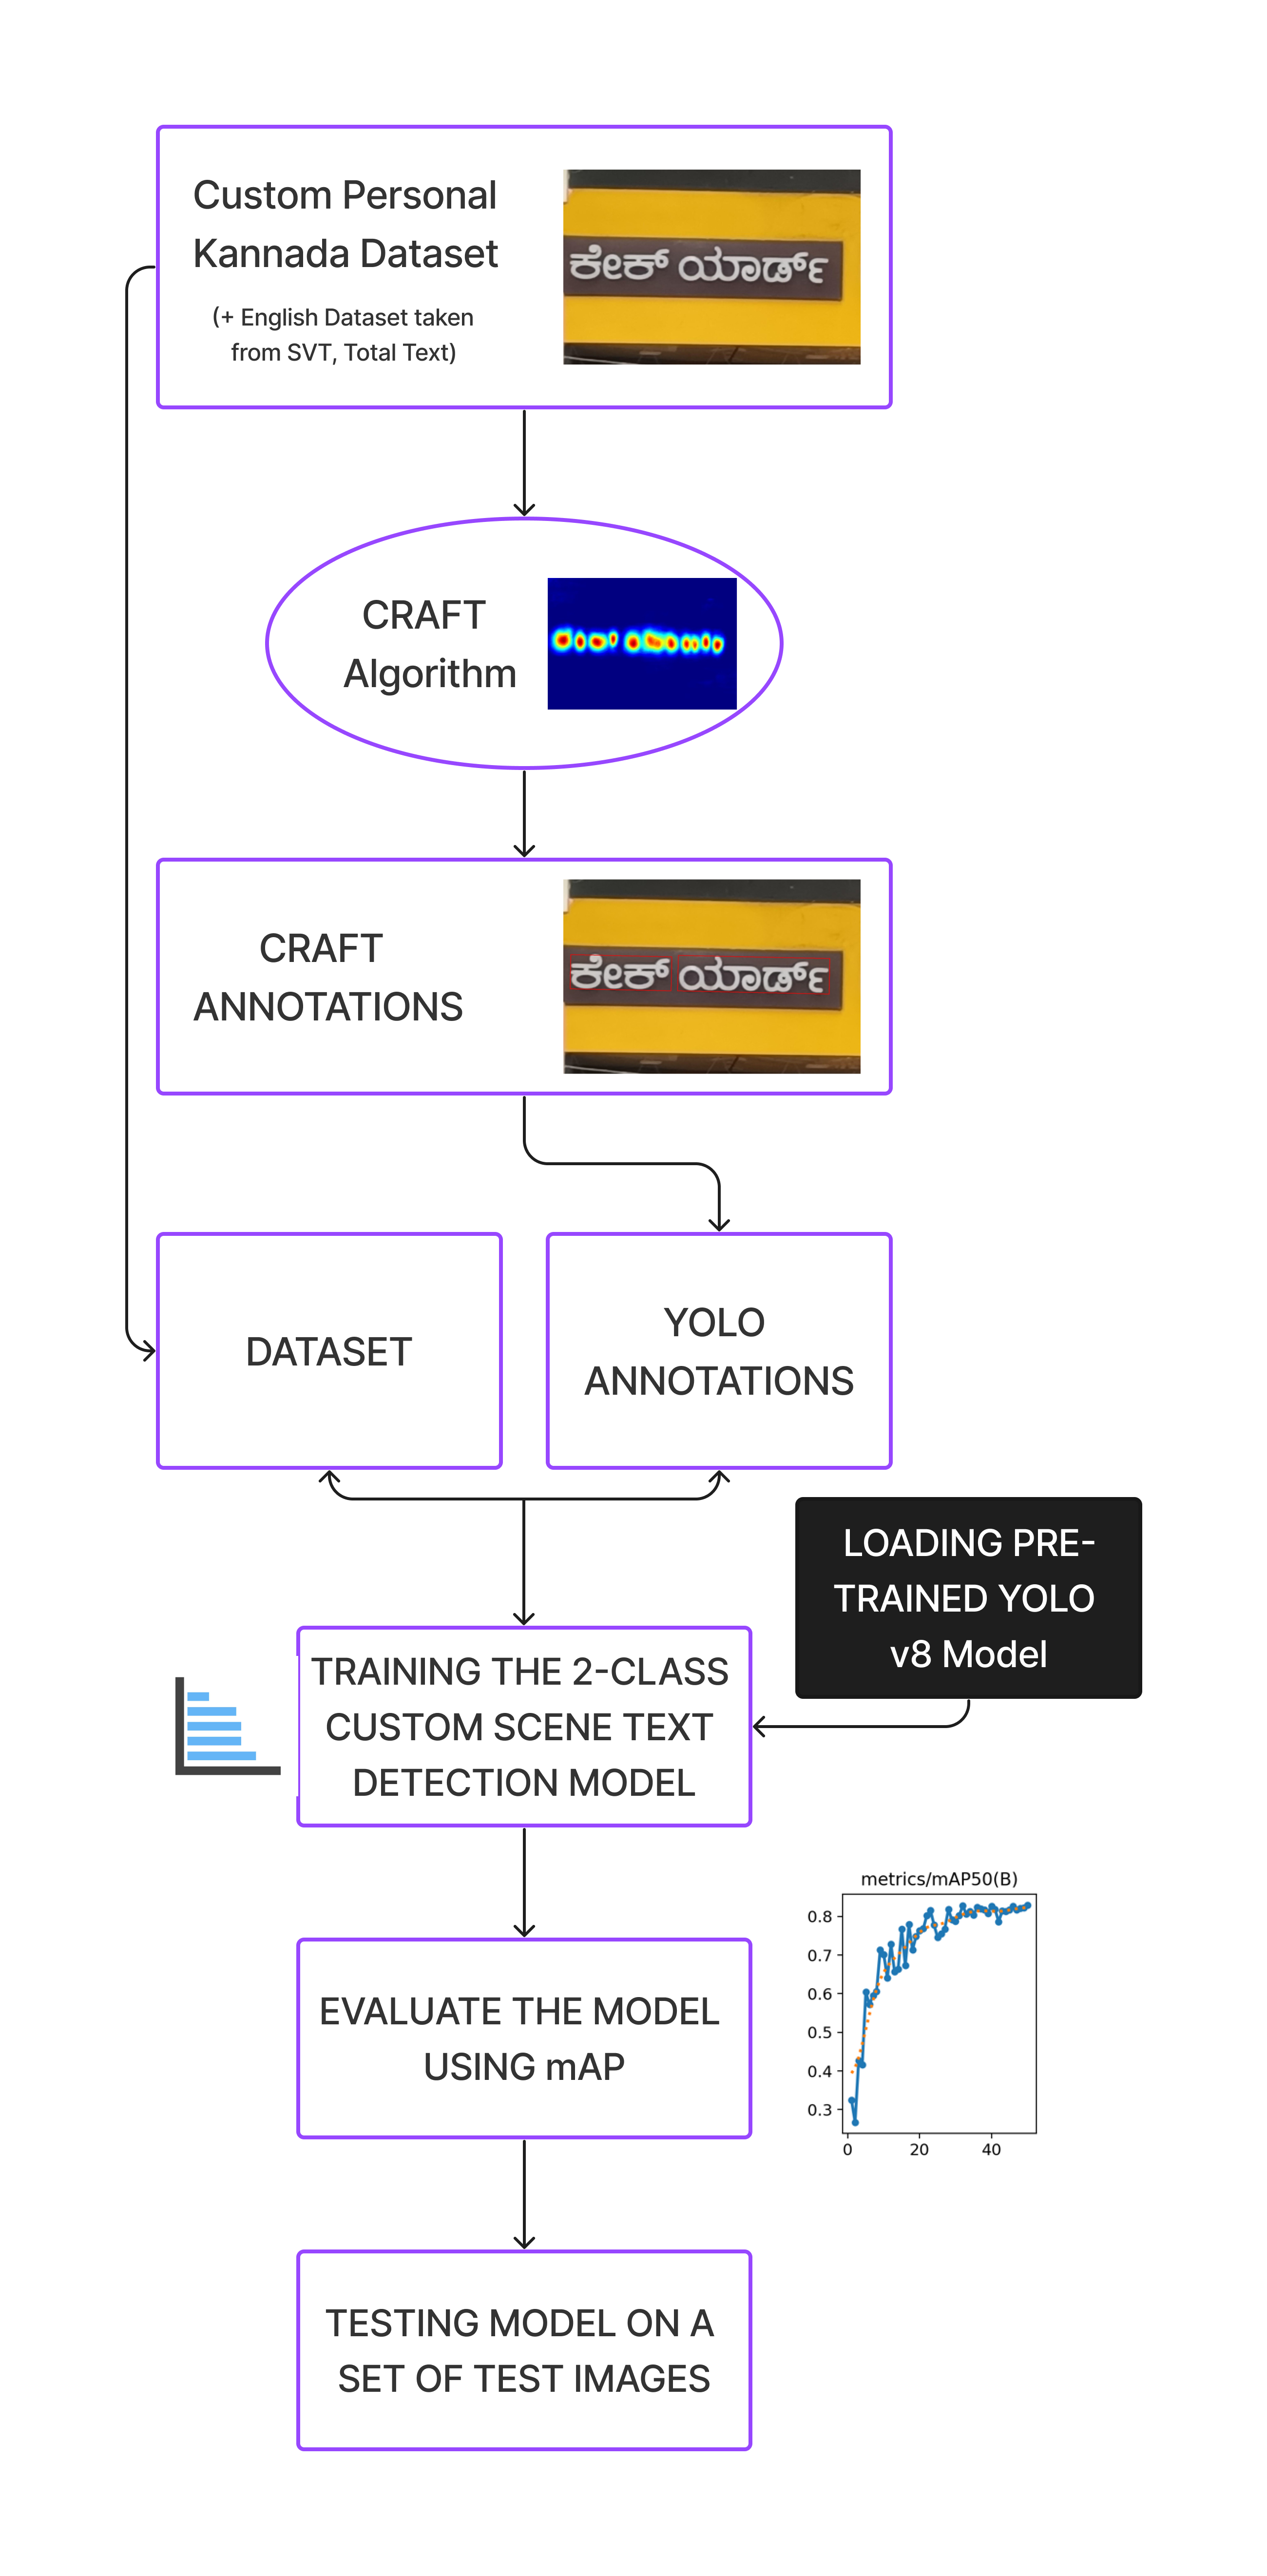 Custom Personal
Kannada Dataset
(+ English Dataset taken
from SVT, Total Text)
ಕೇಕ್ ಯಾರ್ಡ್
CRAFT
Algorithm
CRAFT
ANNOTATIONS
ಕೇಕ್ ಯಾರ್ಡ್
DATASET
YOLO
ANNOTATIONS
LOADING PRE-
TRAINED YOLO
v8 Model
TRAINING THE 2-CLASS
CUSTOM SCENE TEXT
DETECTION MODEL
metrics/mAP50(B)
0.8
0.7
0.6
0.5
0.4
0.3
0 20 40
EVALUATE THE MODEL
USING mAP
TESTING MODEL ON A
SET OF TEST IMAGES